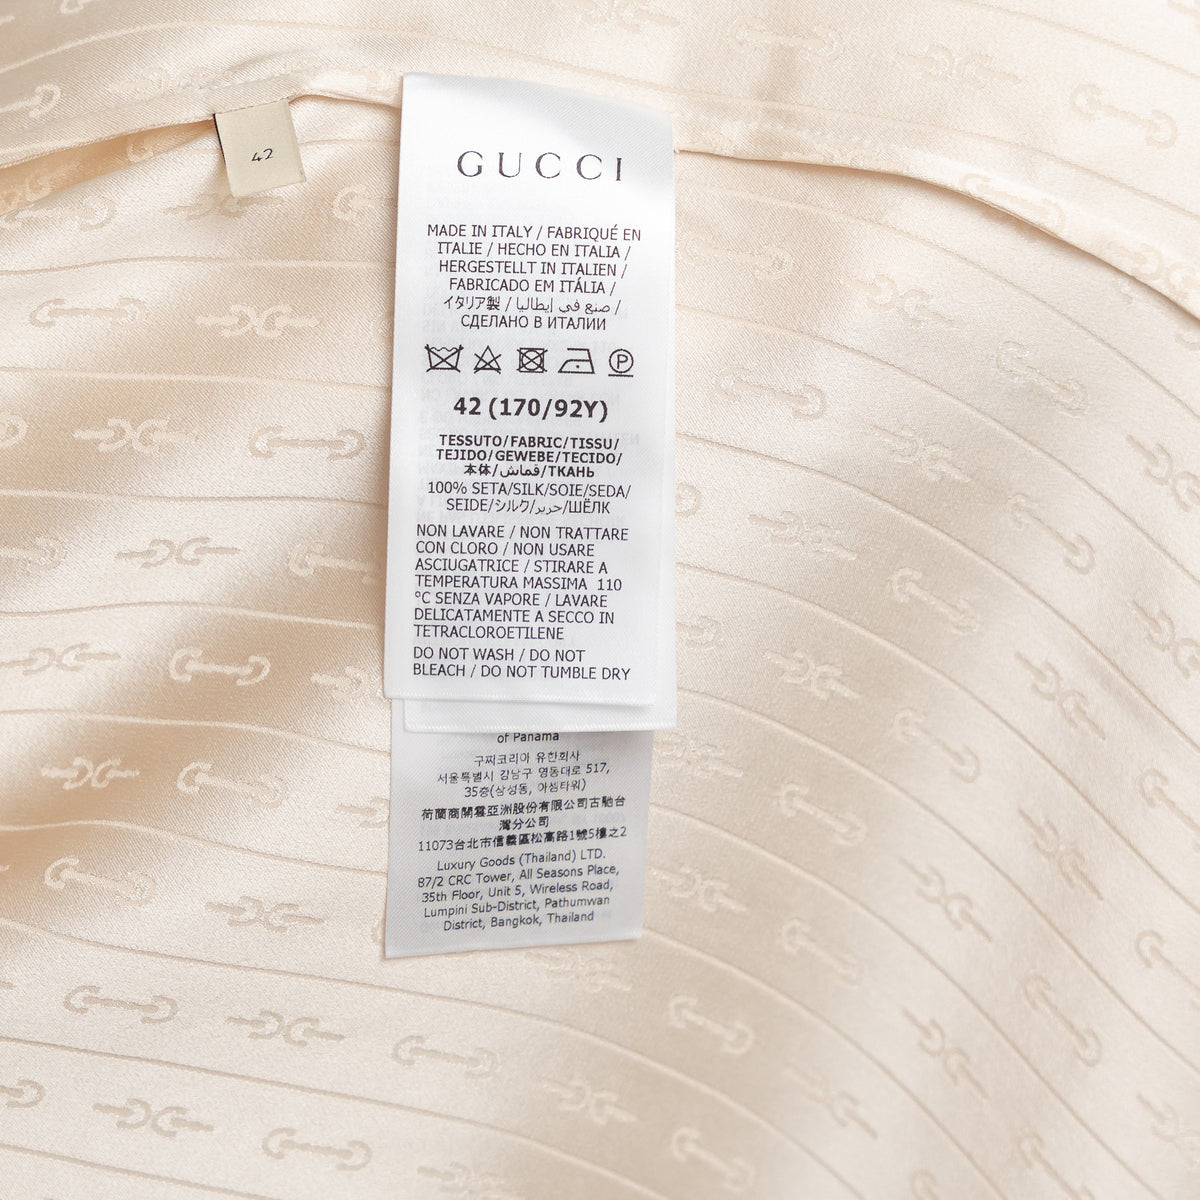 42
GUCCI
MADE IN ITALY / FABRIQUÉ EN
ITALIE / HECHO EN ITALIA /
HERGESTELLT IN ITALIEN /
FABRICADO EM ITÁLIA /
イタリア製 / صنع في إيطاليا /
СДЕЛАНО В ИТАЛИИ
P
42 (170/92Y)
TESSUTO/FABRIC/TISSU/
TEJIDO/GEWEBE/TECIDO/
本体/قماش/ТКАНЬ
100% SETA/SILK/SOIE/SEDA/
SEIDE/シルク/حرير/ШЁЛК
NON LAVARE / NON TRATTARE
CON CLORO / NON USARE
ASCIUGATRICE / STIRARE A
TEMPERATURA MASSIMA 110
°C SENZA VAPORE / LAVARE
DELICATAMENTE A SECCO IN
TETRACLOROETILENE
DO NOT WASH / DO NOT
BLEACH / DO NOT TUMBLE DRY
of Panama
구찌코리아 유한회사
서울특별시 강남구 영동대로 517,
35층(삼성동, 아셈타워)
荷蘭商開雲亞洲股份有限公司古馳台
灣分公司
11073台北市信義區松高路1號5樓之2
Luxury Goods (Thailand) LTD.
87/2 CRC Tower, All Seasons Place,
35th Floor, Unit 5, Wireless Road,
Lumpini Sub-District, Pathumwan
District, Bangkok, Thailand